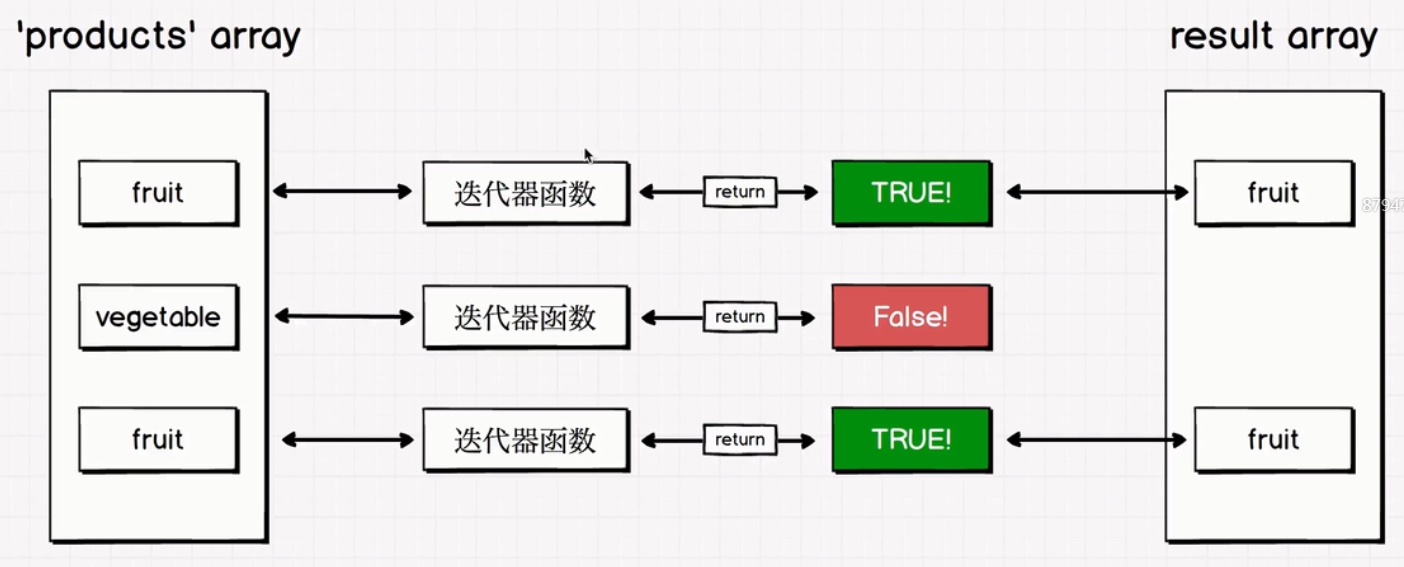 'products' array
result array
fruit
迭代器函数
return
TRUE!
fruit
vegetable
迭代器函数
return
False!
fruit
迭代器函数
return
TRUE!
fruit